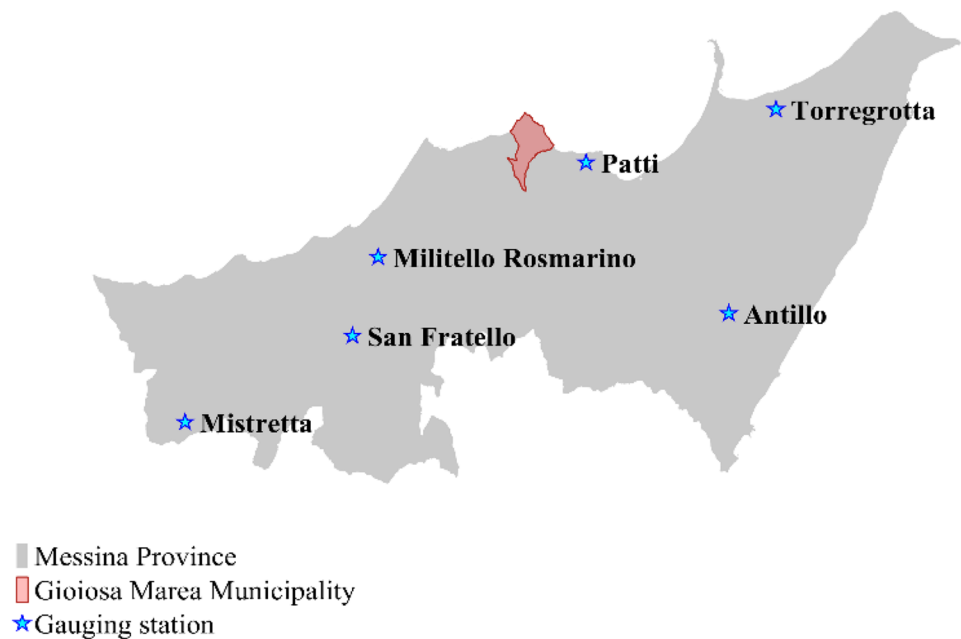 Torregrotta
Patti
Militello Rosmarino
Antillo
San Fratello
Mistretta
Messina Province
Gioiosa Marea Municipality
Gauging station